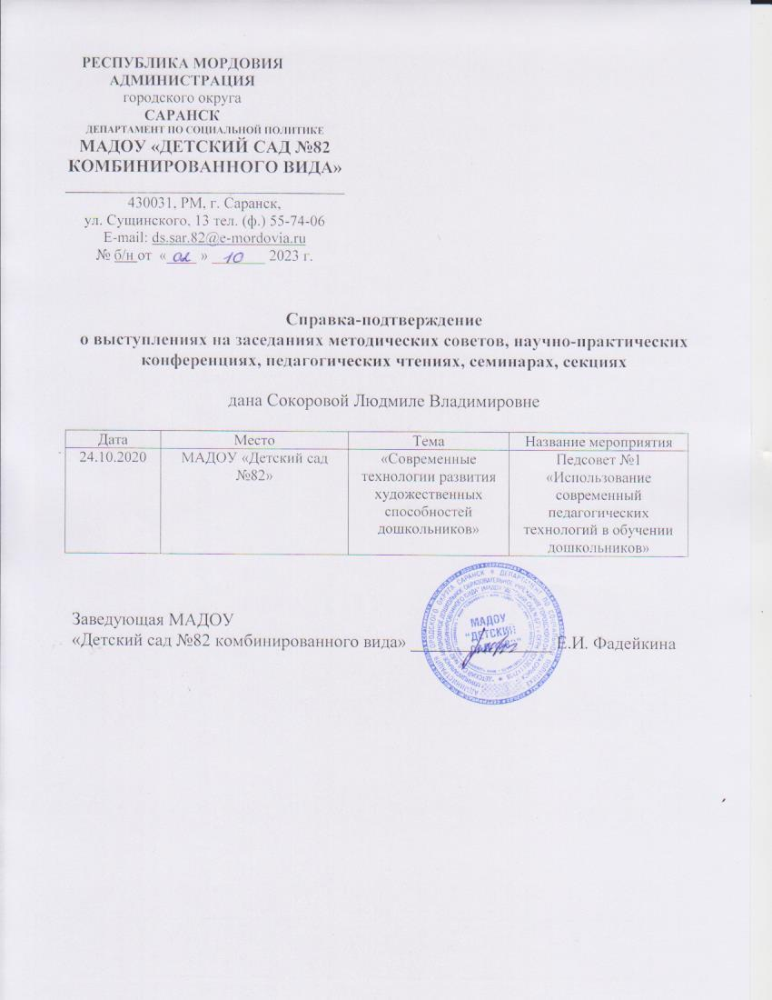 РЕСПУБЛИКА МОРДОВИЯ
АДМИНИСТРАЦИЯ
городского округа
САРАНСК
ДЕПАРТАМЕНТ ПО СОЦИАЛЬНОЙ ПОЛИТИКЕ
МАДОУ «ДЕТСКИЙ САД №82
КОМБИНИРОВАННОГО ВИДА»
430031, РМ, г. Саранск,
ул. Сущинского, 13 тел. (ф.) 55-74-06
E-mail: ds.sar.82@e-mordovia.ru
№ б/н от « 02 » 10 2023 г.
Справка-подтверждение
о выступлениях на заседаниях методических советов, научно-практических
конференциях, педагогических чтениях, семинарах, секциях
дана Сокоровой Людмиле Владимировне
Дата Место Тема Название мероприятия
24.10.2020 МАДОУ «Детский сад «Современные Педсовет №1
№82» технологии развития «Использование
художественных современный
способностей педагогических
дошкольников» технологий в обучении
дошкольников»
Заведующая МАДОУ
«Детский сад №82 комбинированного вида» Е.И. Фадейкина
МАДОУ
"ДЕТСКИЙ